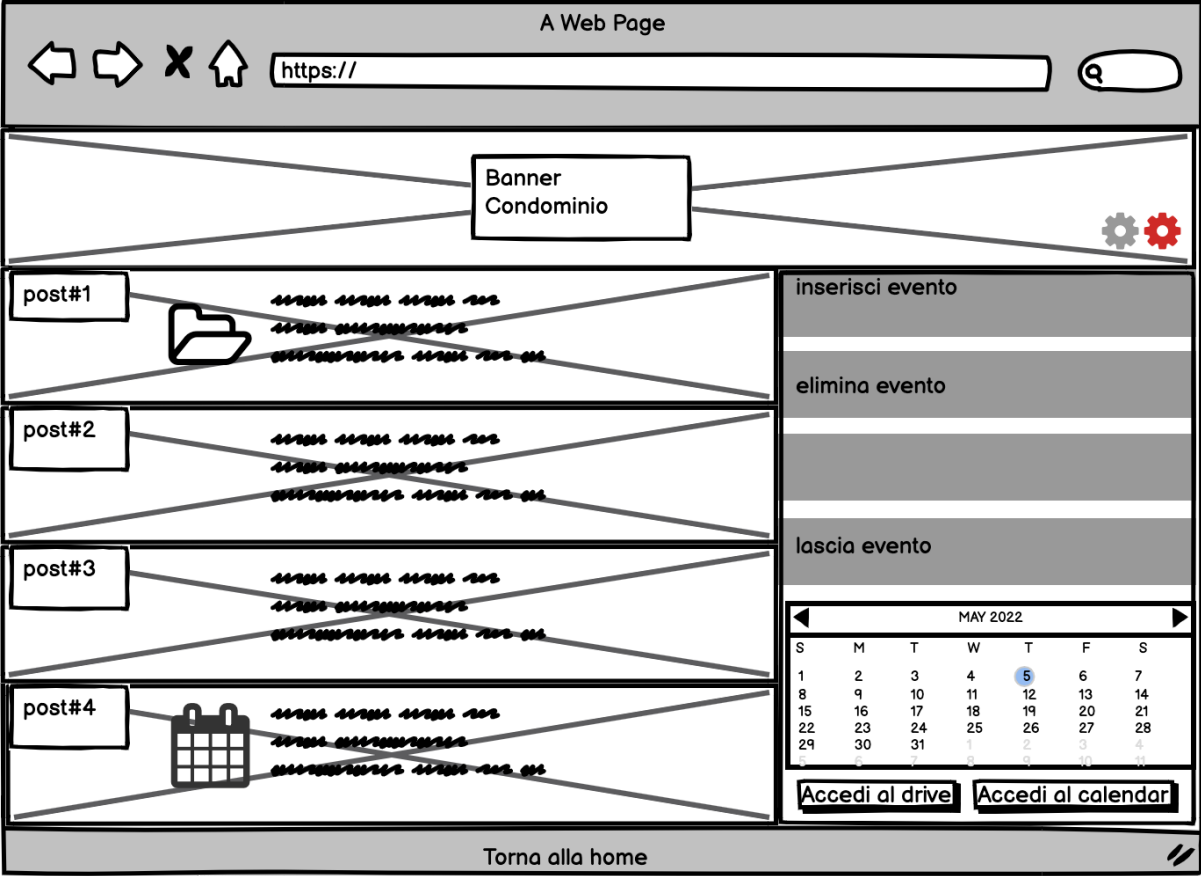 A Web Page
https://
Banner
Condominio
post#1
post#2
post#3
post#4
inserisci evento
elimina evento
lascia evento
MAY 2022
S M T W T F S
1 2 3 4 5 6 7
8 9 10 11 12 13 14
15 16 17 18 19 20 21
22 23 24 25 26 27 28
29 30 31 1 2 3 4
5 6 7 8 9 10 11
Accedi al drive Accedi al calendar
Torna alla home